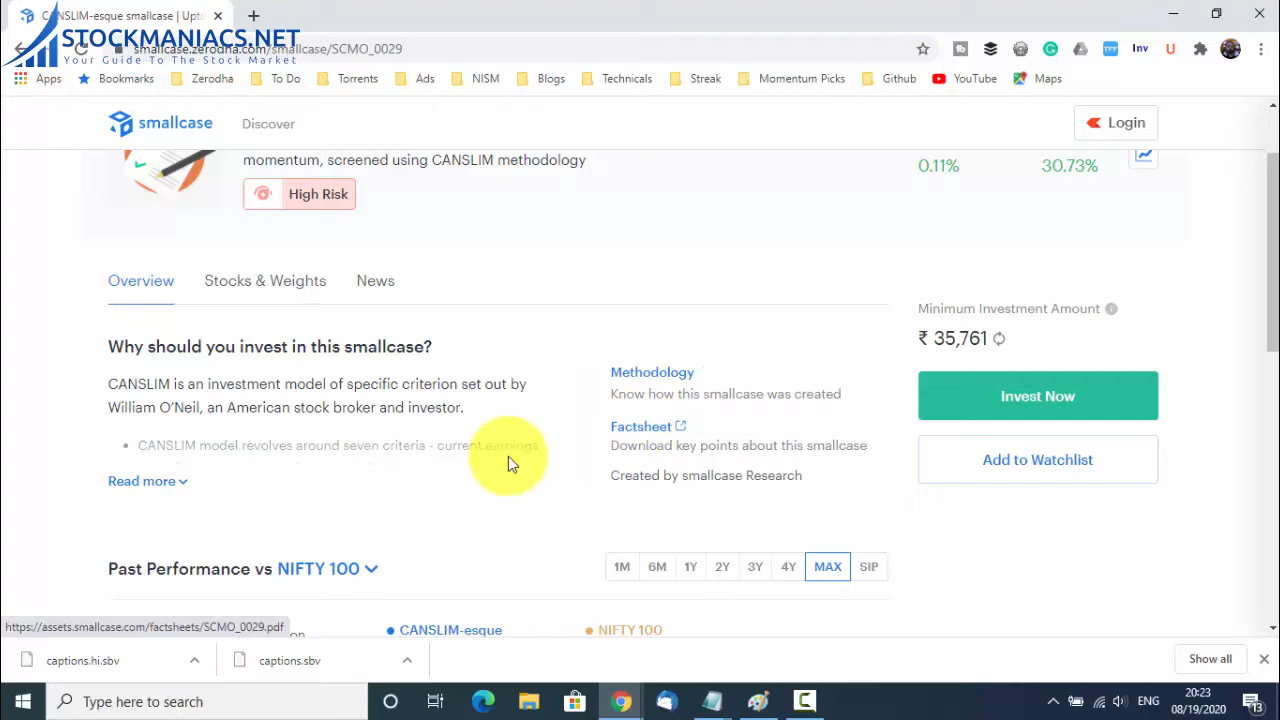 CANSLIM-esque smallcase | Upto
STOCKMANIACS.NET
Your Guide To The Stock Market
smallcase.zerodha.com/smallcase/SCMO_0029
Apps
Bookmarks
Zerodha
To Do
Torrents
Ads
NISM
Blogs
Technicals
Streak
Momentum Picks
Github
YouTube
Maps
smallcase
Discover
Login
momentum, screened using CANSLIM methodology
0.11%
30.73%
High Risk
Overview
Stocks & Weights
News
Why should you invest in this smallcase?
CANSLIM is an investment model of specific criterion set out by
William O'Neil, an American stock broker and investor.
• CANSLIM model revolves around seven criteria - current earnings
Read more
Methodology
Know how this smallcase was created
Factsheet
Download key points about this smallcase
Created by smallcase Research
Minimum Investment Amount
₹ 35,761
Invest Now
Add to Watchlist
Past Performance vs NIFTY 100
1M 6M 1Y 2Y 3Y 4Y MAX SIP
https://assets.smallcase.com/factsheets/SCMO_0029.pdf
CANSLIM-esque
NIFTY 100
captions.hi.sbv
captions.sbv
Show all
Type here to search
ENG
20:23
08/19/2020
13